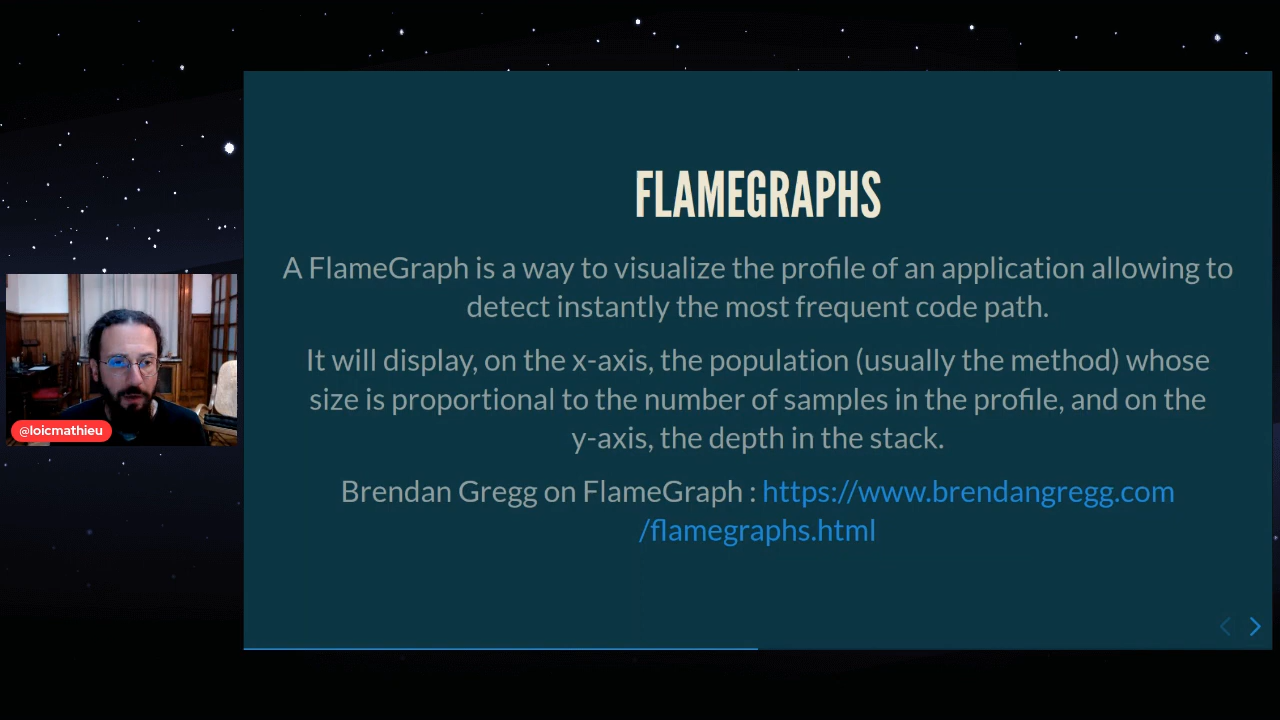 FLAMEGRAPHS
A FlameGraph is a way to visualize the profile of an application allowing to
detect instantly the most frequent code path.
It will display, on the x-axis, the population (usually the method) whose
size is proportional to the number of samples in the profile, and on the
y-axis, the depth in the stack.
Brendan Gregg on FlameGraph : https://www.brendangregg.com
/flamegraphs.html
@loicmathieu